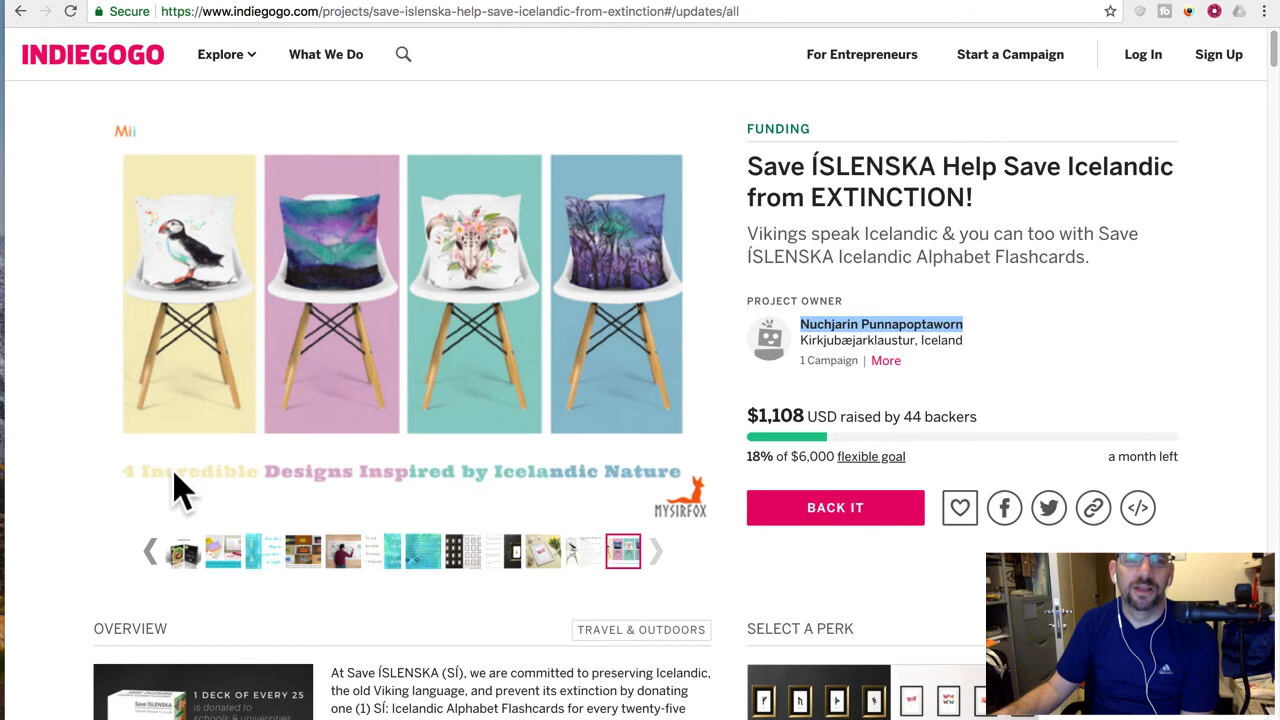 Secure https://www.indiegogo.com/projects/save-islenska-help-save-icelandic-from-extinction#/updates/all
INDIEGOGO Explore What We Do For Entrepreneurs Start a Campaign Log In Sign Up
Mii
4 Incredible Designs Inspired by Icelandic Nature
MYSIRFOX
FUNDING
Save ÍSLENSKA Help Save Icelandic
from EXTINCTION!
Vikings speak Icelandic & you can too with Save
ÍSLENSKA Icelandic Alphabet Flashcards.
PROJECT OWNER
Nuchjarin Punnapoptaworn
Kirkjubæjarklaustur, Iceland
1 Campaign | More
$1,108 USD raised by 44 backers
18% of $6,000 flexible goal a month left
BACK IT
OVERVIEW TRAVEL & OUTDOORS
SELECT A PERK
1 DECK OF EVERY 25
is donated to
schools & universities
Save ÍSLENSKA
At Save ÍSLENSKA (SÍ), we are committed to preserving Icelandic,
the old Viking language, and prevent its extinction by donating
one (1) SÍ: Icelandic Alphabet Flashcards for every twenty-five
adidas